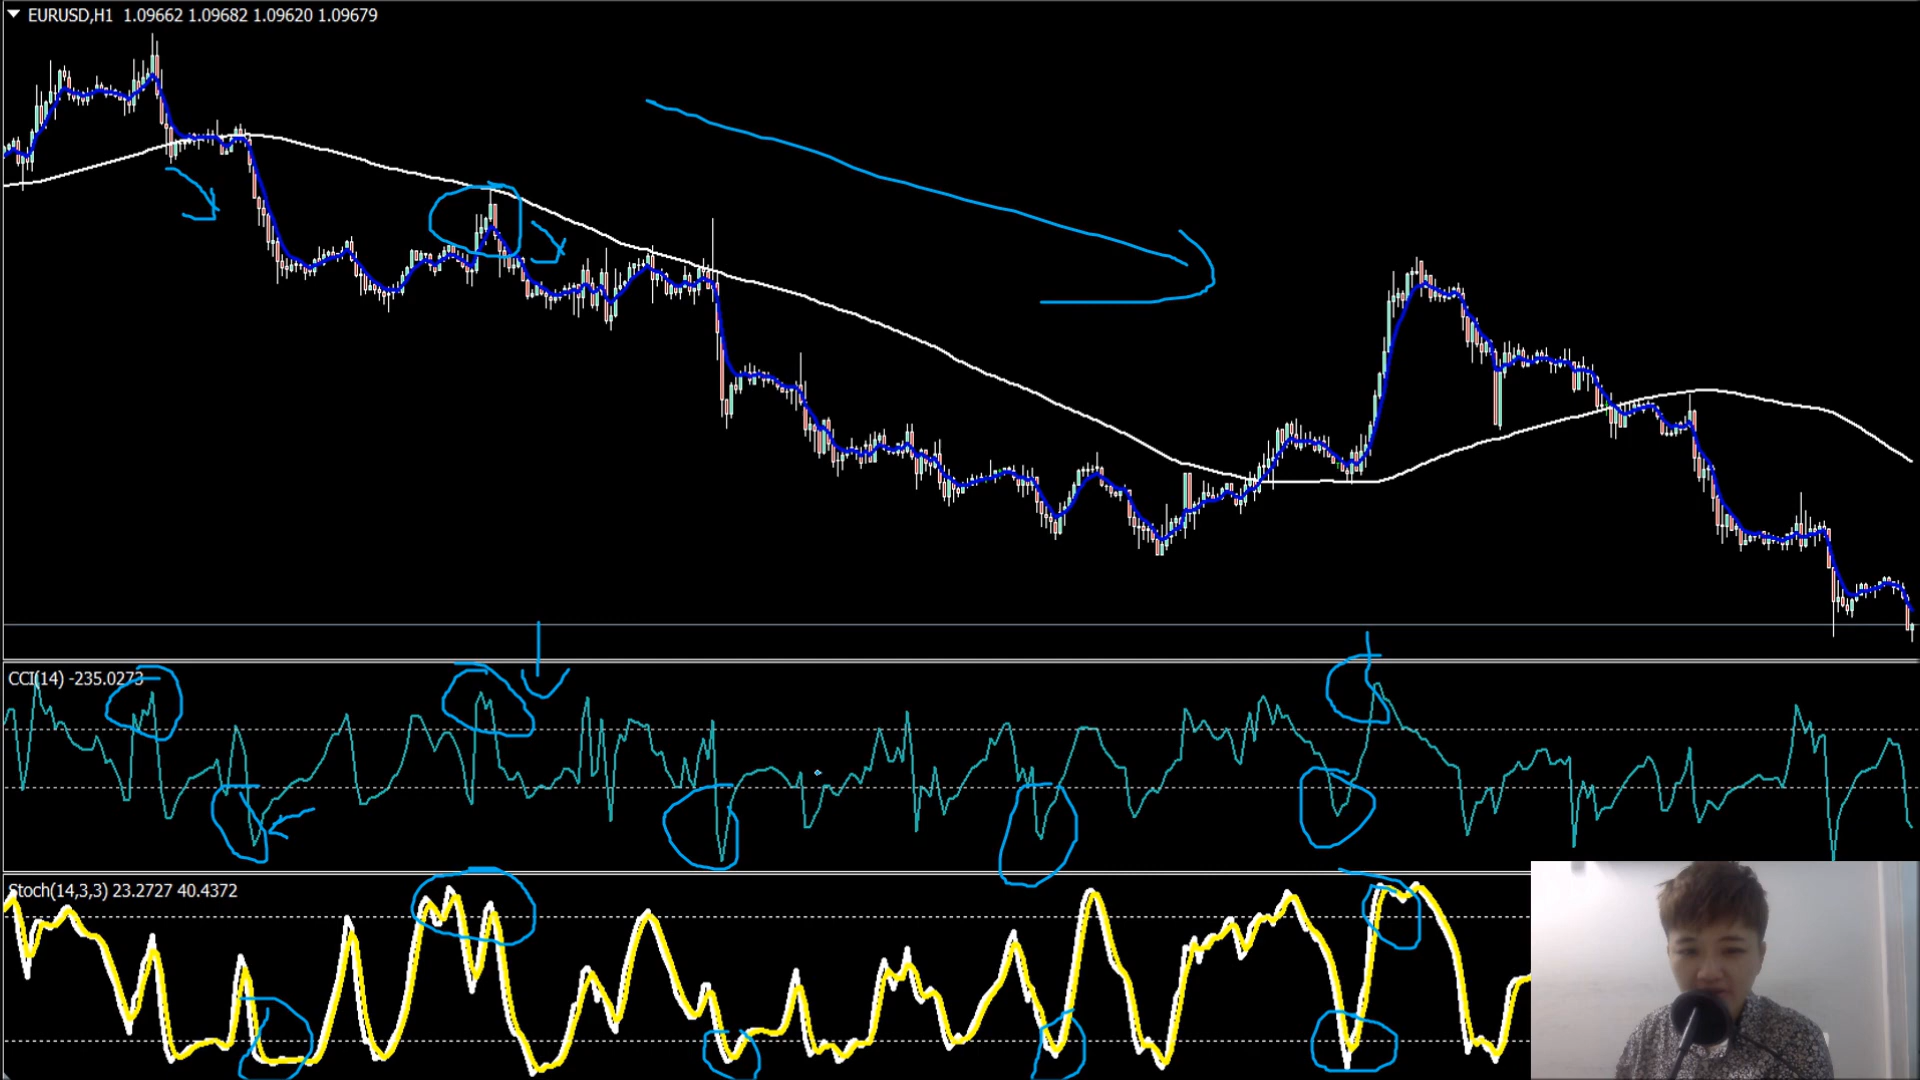 EURUSD,H1 1.09662 1.09682 1.09620 1.09679
CCI(14) -235.0273
Stoch(14,3,3) 23.2727 40.4372